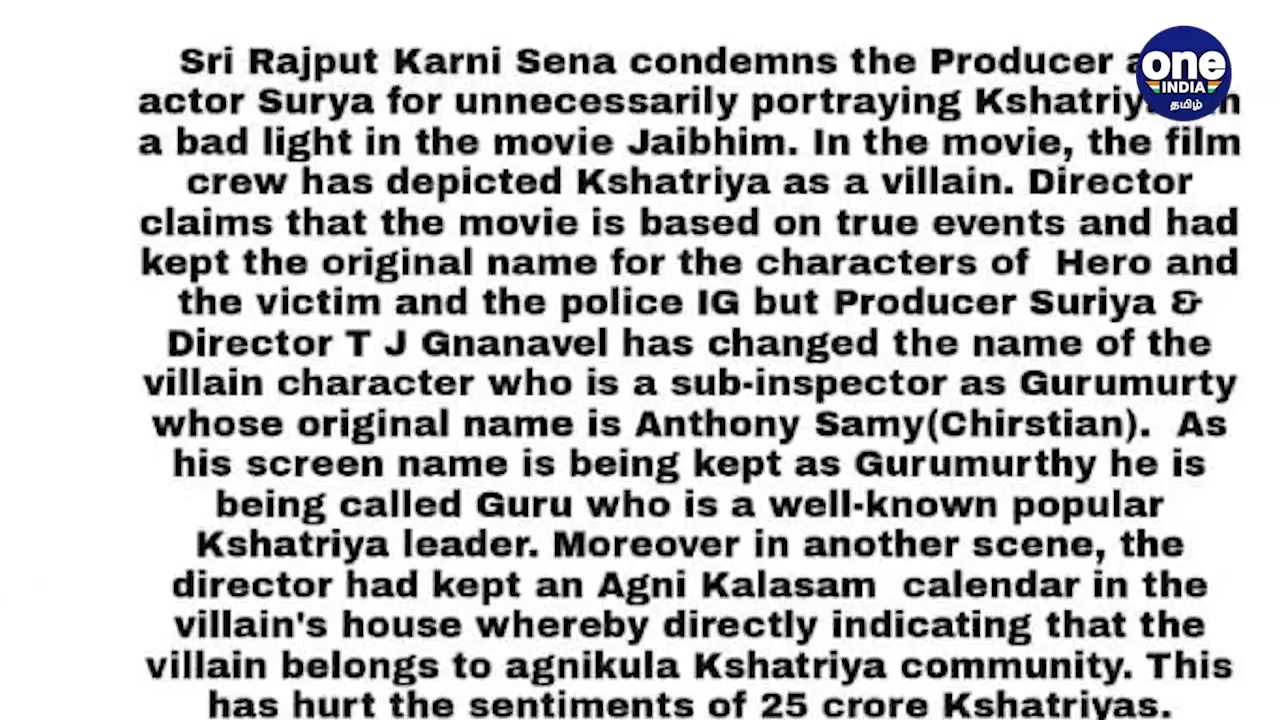 Sri Rajput Karni Sena condemns the Producer
actor Surya for unnecessarily portraying
a bad light in the movie Jaibhim. In the movie, the film
crew has depicted Kshatriya as a villain. Director
claims that the movie is based on true events and had
kept the original name for the characters of Hero and
the victim and the police IG but Producer Suriya &
Director T J Gnanavel has changed the name of the
villain character who is a sub-inspector as Gurumurty
whose original name is Anthony Samy(Chirstian). As
his screen name is being kept as Gurumurthy he is
being called Guru who is a well-known popular
Kshatriya leader. Moreover in another scene, the
director had kept an Agni Kalasam calendar in the
villain's house whereby directly indicating that the
villain belongs to agnikula Kshatriya community. This
has hurt the sentiments of 25 crore Kshatriyas.
one
INDIA
தமிழ்